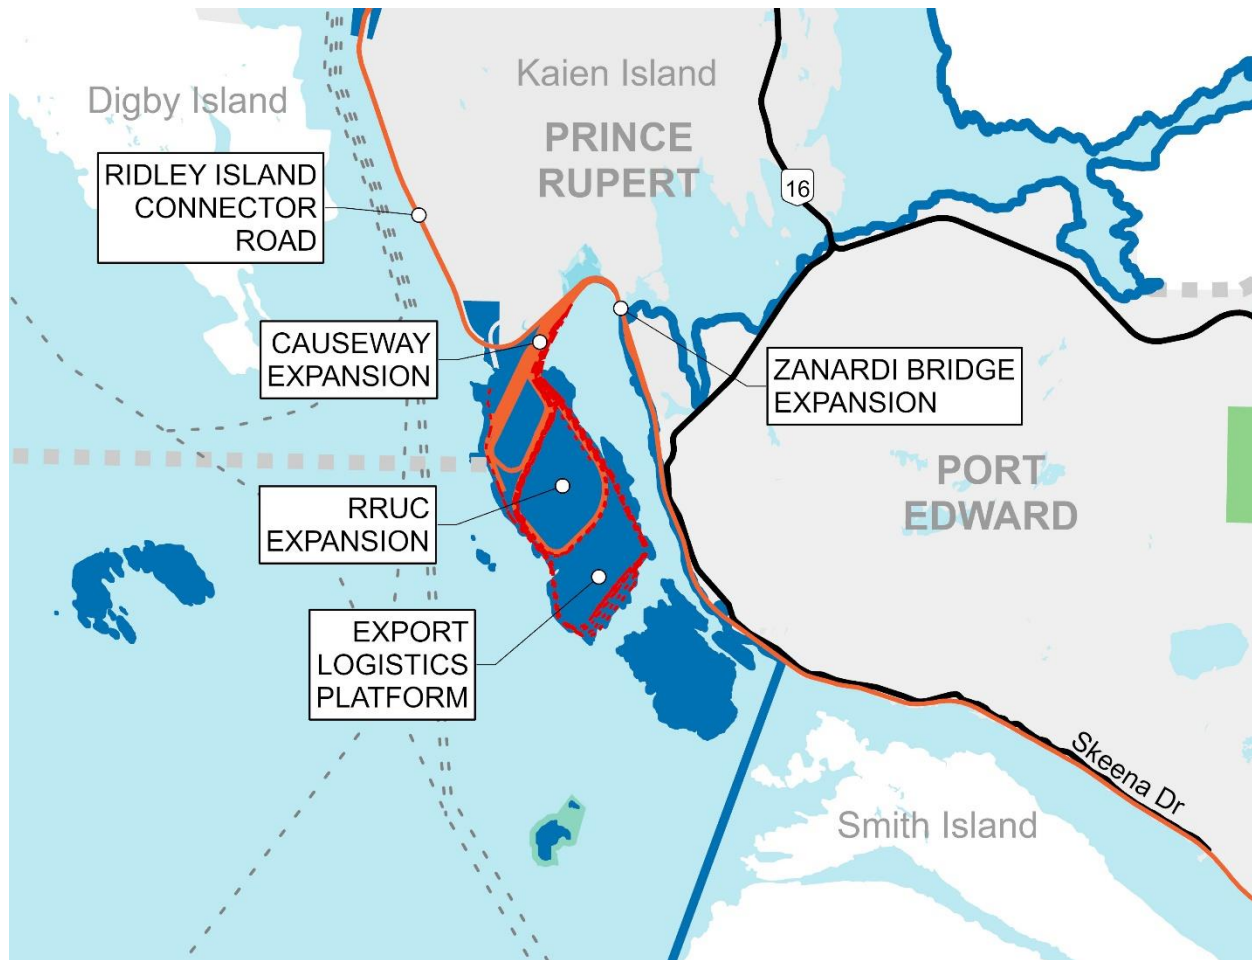 Digby Island
Kaien Island
PRINCE
RUPERT
16
RIDLEY ISLAND
CONNECTOR
ROAD
CAUSEWAY
EXPANSION
ZANARDI BRIDGE
EXPANSION
RRUC
EXPANSION
PORT
EDWARD
EXPORT
LOGISTICS
PLATFORM
Skeena Dr
Smith Island